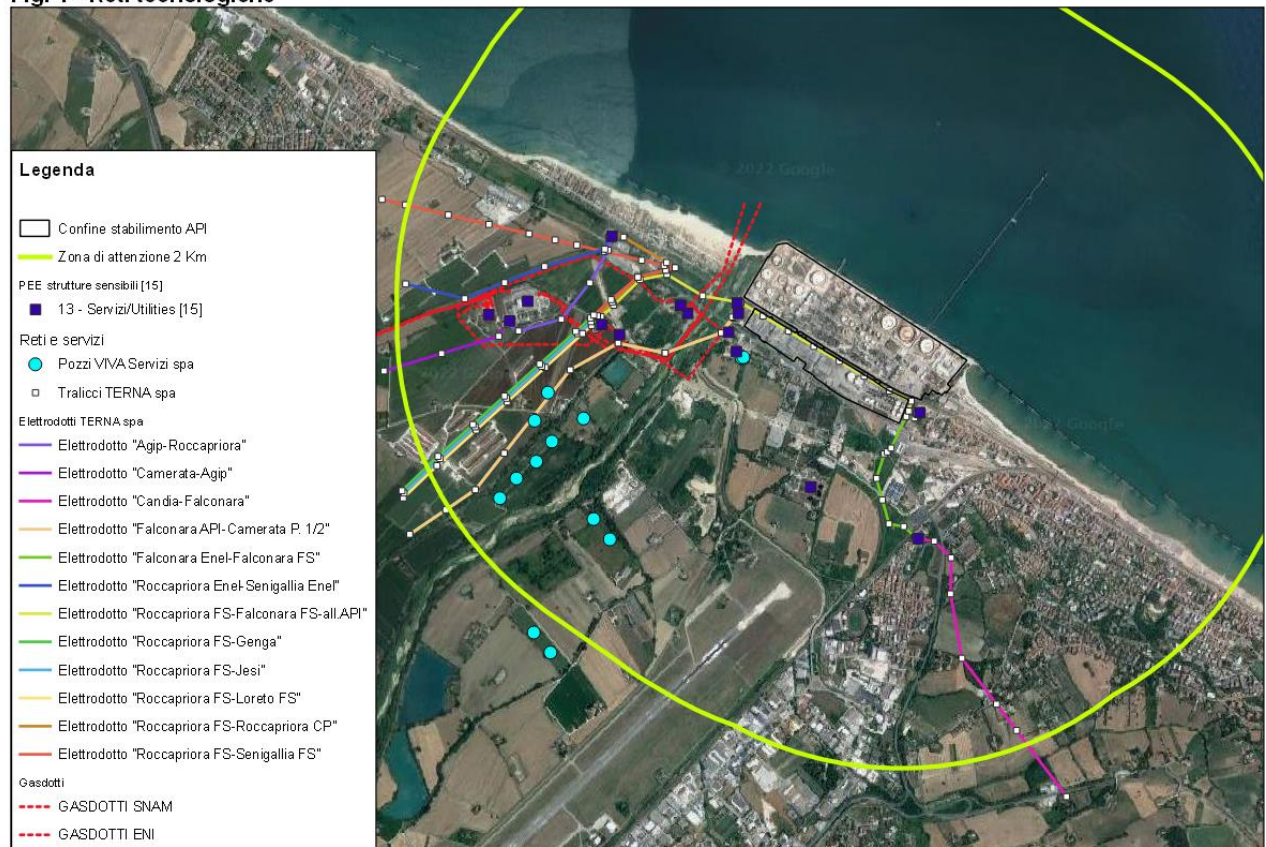 Legenda
Confine stabilimento API
Zona di attenzione 2 Km
PEE strutture sensibili [15]
13 - Servizi/Utilities [15]
Reti e servizi
Pozzi VIVA Servizi spa
Tralicci TERNA spa
Elettrodotti TERNA spa
Elettrodotto "Agip-Roccapriora"
Elettrodotto "Camerata-Agip"
Elettrodotto "Candia-Falconara"
Elettrodotto "Falconara API-Camerata P. 1/2"
Elettrodotto "Falconara Enel-Falconara FS"
Elettrodotto "Roccapriora Enel-Senigallia Enel"
Elettrodotto "Roccapriora FS-Falconara FS-all.API"
Elettrodotto "Roccapriora FS-Genga"
Elettrodotto "Roccapriora FS-Jesi"
Elettrodotto "Roccapriora FS-Loreto FS"
Elettrodotto "Roccapriora FS-Roccapriora CP"
Elettrodotto "Roccapriora FS-Senigallia FS"
Gasdotti
GASDOTTI SNAM
GASDOTTI ENI
© 2022 Google
2022 Google